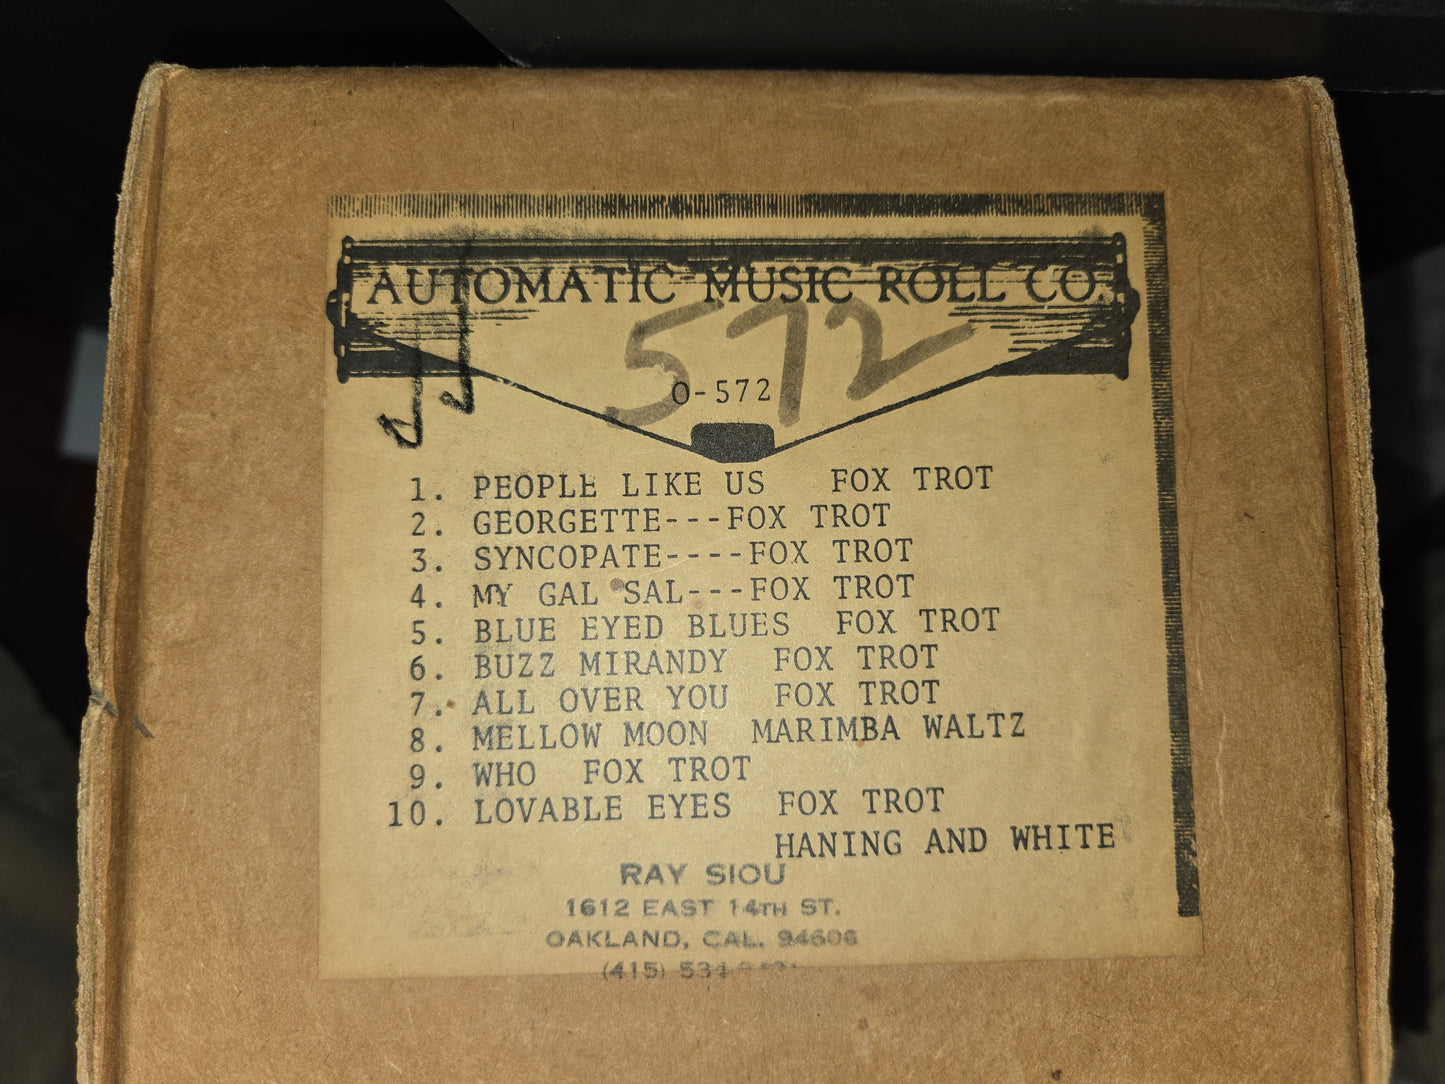 AUTOMATIC MUSIC ROLL CO.
572
O-572
1. PEOPLE LIKE US FOX TROT
2. GEORGETTE---FOX TROT
3. SYNCOPATE----FOX TROT
4. MY GAL SAL---FOX TROT
5. BLUE EYED BLUES FOX TROT
6. BUZZ MIRANDY FOX TROT
7. ALL OVER YOU FOX TROT
8. MELLOW MOON MARIMBA WALTZ
9. WHO FOX TROT
10. LOVABLE EYES FOX TROT
HANING AND WHITE
RAY SIOU
1612 EAST 14TH ST.
OAKLAND, CAL. 94606
(415) 534-